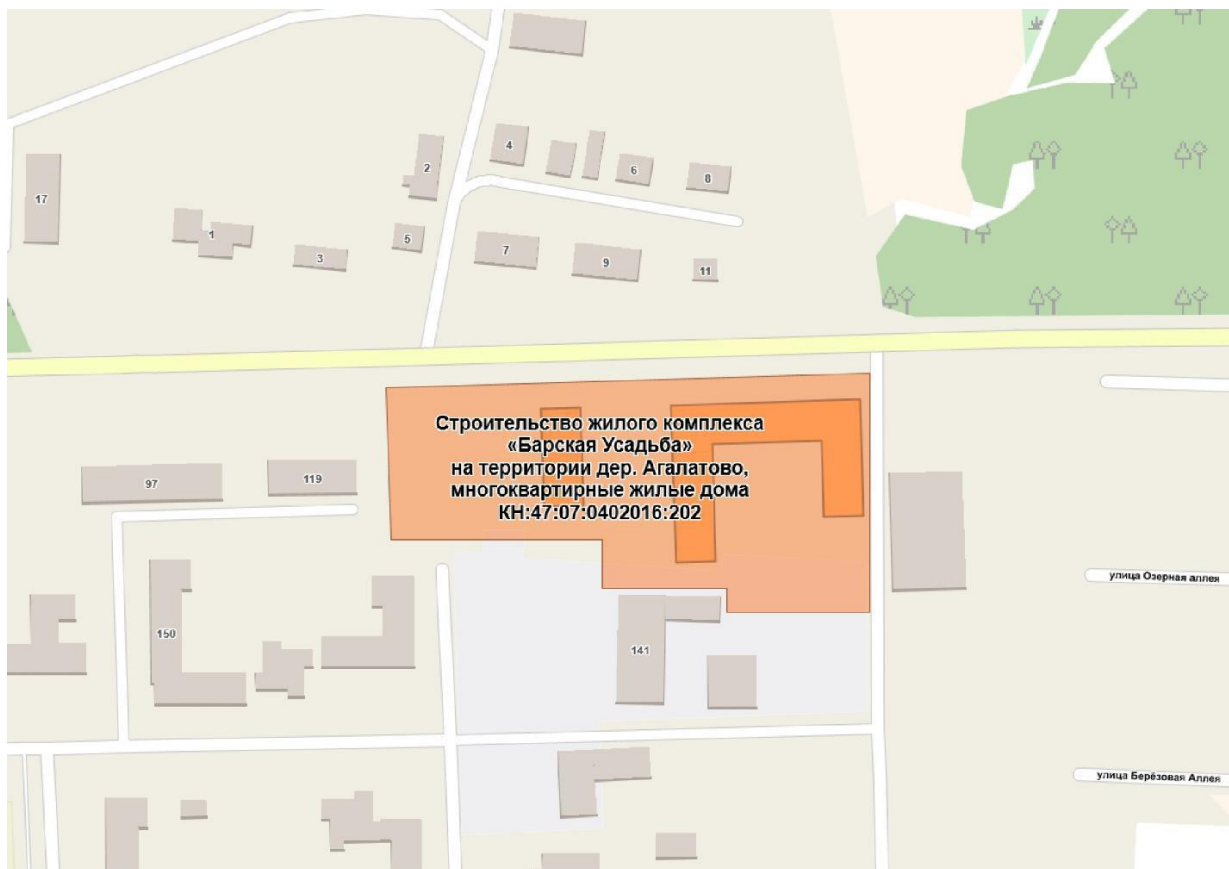 4
2
6
8
17
1
5
7
3
9
11
Строительство жилого комплекса
«Барская Усадьба»
на территории дер. Агалатово,
многоквартирные жилые дома
КН:47:07:0402016:202
97
119
улица Озерная аллея
150
141
улица Берёзовая Аллея